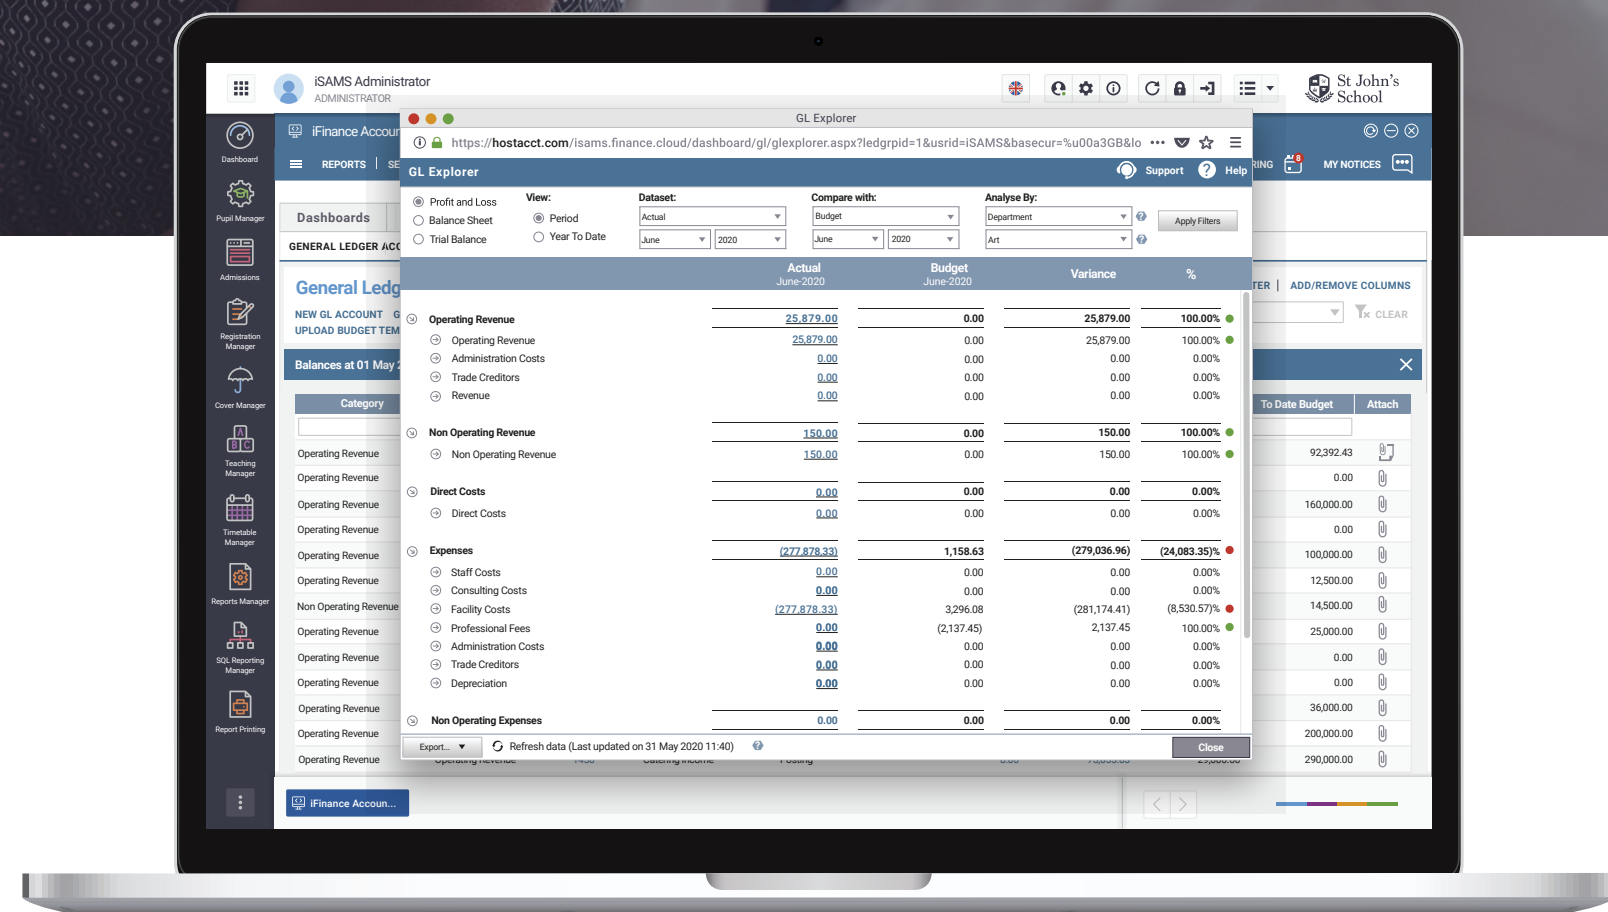 iSAMS Administrator
ADMINISTRATOR
St John's
School
Dashboard
Pupil Manager
Admissions
Registration
Manager
Cover Manager
Teaching
Manager
Timetable
Manager
Reports Manager
SQL Reporting
Manager
Report Printing
iFinance Accoun
REPORTS | SE
RING 8 MY NOTICES
Dashboards
GENERAL LEDGER ACC
General Ledg
NEW GL ACCOUNT G
UPLOAD BUDGET TEM
TER | ADD/REMOVE COLUMNS
CLEAR
Balances at 01 May 2
Category To Date Budget Attach
Operating Revenue 92,392.43
Operating Revenue 0.00
Operating Revenue 160,000.00
Operating Revenue 0.00
Operating Revenue 100,000.00
Operating Revenue 12,500.00
Non Operating Revenue 14,500.00
Operating Revenue 25,000.00
Operating Revenue 0.00
Operating Revenue 0.00
Operating Revenue 36,000.00
Operating Revenue 200,000.00
Operating Revenue Operating Revenue 1450 Catering Income Posting 0.00 290,000.00
GL Explorer
https://hostacct.com/isams.finance.cloud/dashboard/gl/glexplorer.aspx?ledgrpid=1&usrid=iSAMS&basecur=%u00a3GB&lo
GL Explorer Support ? Help
Profit and Loss View: Dataset: Compare with: Analyse By:
Balance Sheet Period Actual Budget Department ? Apply Filters
Trial Balance Year To Date June 2020 June 2020 Art ?
Actual Budget Variance %
June-2020 June-2020
Operating Revenue 25,879.00 0.00 25,879.00 100.00%
Operating Revenue 25,879.00 0.00 25,879.00 100.00%
Administration Costs 0.00 0.00 0.00 0.00%
Trade Creditors 0.00 0.00 0.00 0.00%
Revenue 0.00 0.00 0.00 0.00%
Non Operating Revenue 150.00 0.00 150.00 100.00%
Non Operating Revenue 150.00 0.00 150.00 100.00%
Direct Costs 0.00 0.00 0.00 0.00%
Direct Costs 0.00 0.00 0.00 0.00%
Expenses (277,878.33) 1,158.63 (279,036.96) (24,083.35)%
Staff Costs 0.00 0.00 0.00 0.00%
Consulting Costs 0.00 0.00 0.00 0.00%
Facility Costs (277,878.33) 3,296.08 (281,174.41) (8,530.57)%
Professional Fees 0.00 (2,137.45) 2,137.45 100.00%
Administration Costs 0.00 0.00 0.00 0.00%
Trade Creditors 0.00 0.00 0.00 0.00%
Depreciation 0.00 0.00 0.00 0.00%
Non Operating Expenses 0.00 0.00 0.00 0.00%
Export... Refresh data (Last updated on 31 May 2020 11:40) ? Close
iFinance Accoun...